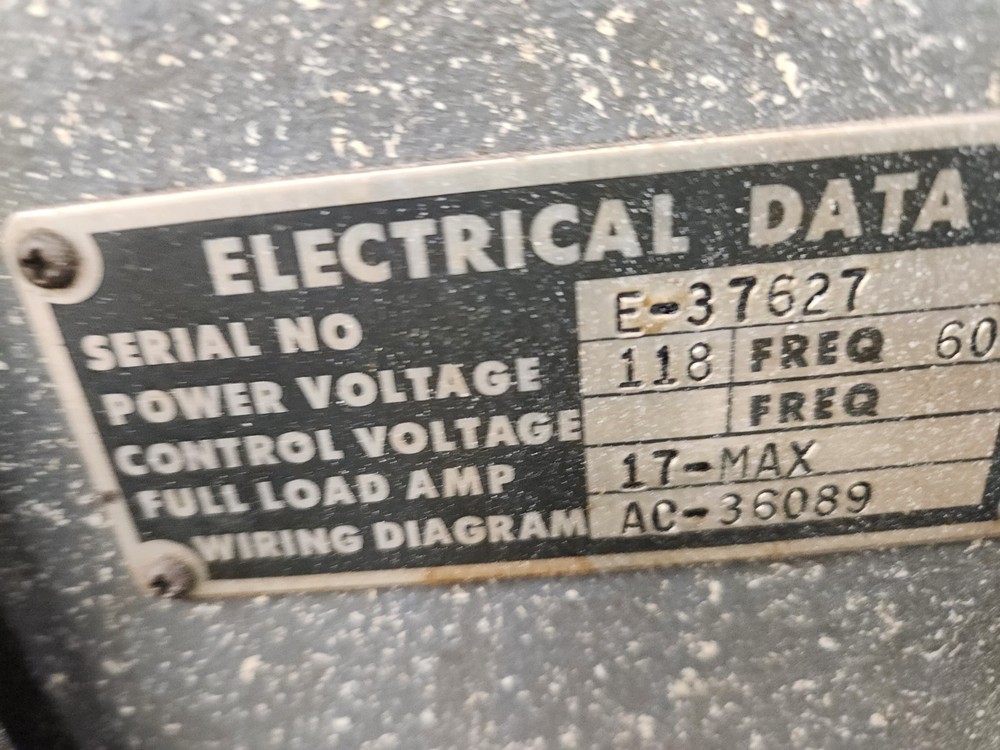 ELECTRICAL DATA
SERIAL NO E-37627
POWER VOLTAGE 118 FREQ 60
CONTROL VOLTAGE FREQ
FULL LOAD AMP 17-MAX
WIRING DIAGRAM AC-36089